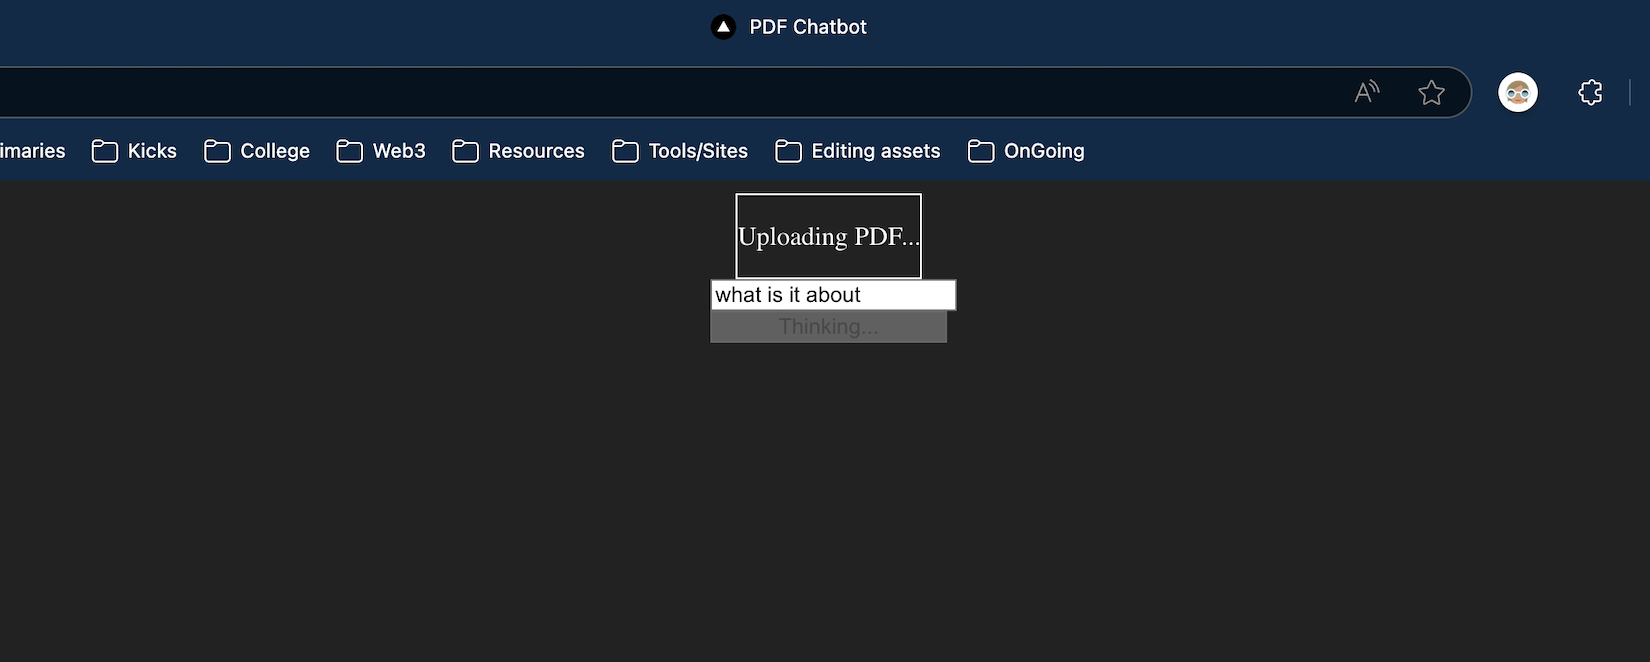 PDF Chatbot
imaries Kicks College Web3 Resources Tools/Sites Editing assets OnGoing
Uploading PDF...
what is it about
Thinking...